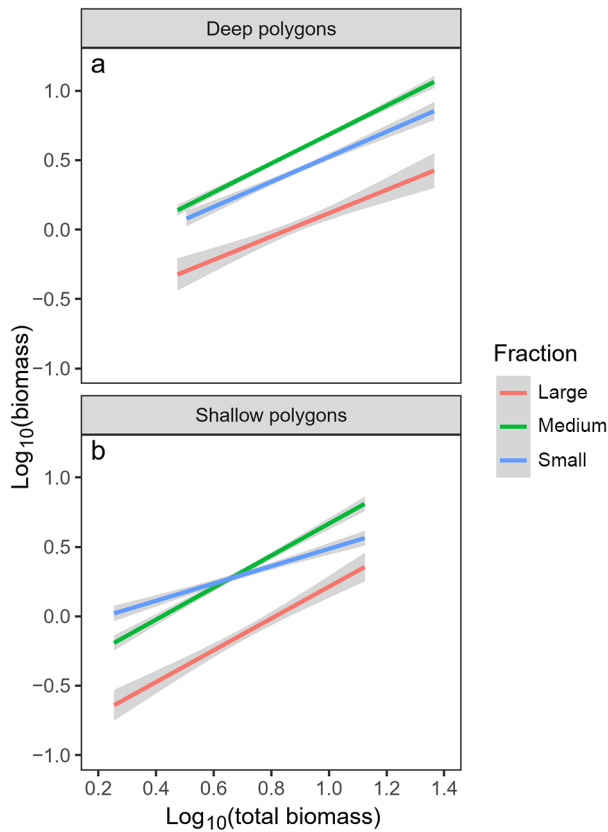 Deep polygons
a
1.0
0.5
0.0
−0.5
−1.0
Log10(biomass)
Fraction
Large
Medium
Small
Shallow polygons
b
1.0
0.5
0.0
−0.5
−1.0
0.2 0.4 0.6 0.8 1.0 1.2 1.4
Log10(total biomass)